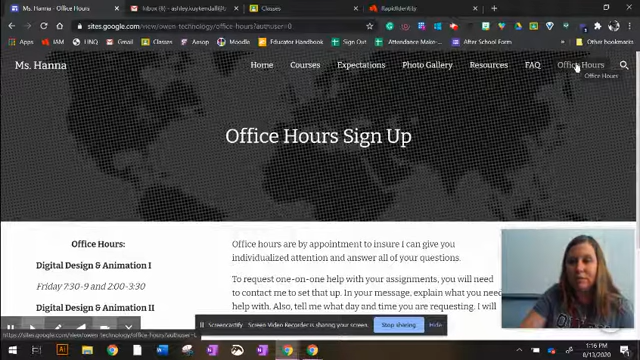 Ms. Hanna - Office Hours
Classes
RapidIdentity
sites.google.com/view/owen-technology/office-hours?authuser=0
Apps IAM LINQ Gmail Drive Aesop Moodle Educator Handbook Sign Out Attendance Make-... After School Form » Other bookmarks
Ms. Hanna
Home Courses Expectations Photo Gallery Resources FAQ Office Hours
Office Hours
Office Hours Sign Up
Office Hours:
Digital Design & Animation I
Friday 7:30-9 and 2:00-3:30
Digital Design & Animation II
Office hours are by appointment to insure I can give you
individualized attention and answer all of your questions.
To request one-on-one help with your assignments, you will need
to contact me to set that up. In your message, explain what you need
help with. Also, tell me what day and time you are requesting. I will
Screencastify - Screen Video Recorder is sharing your screen. Stop sharing Hide
1:16 PM
8/13/2020